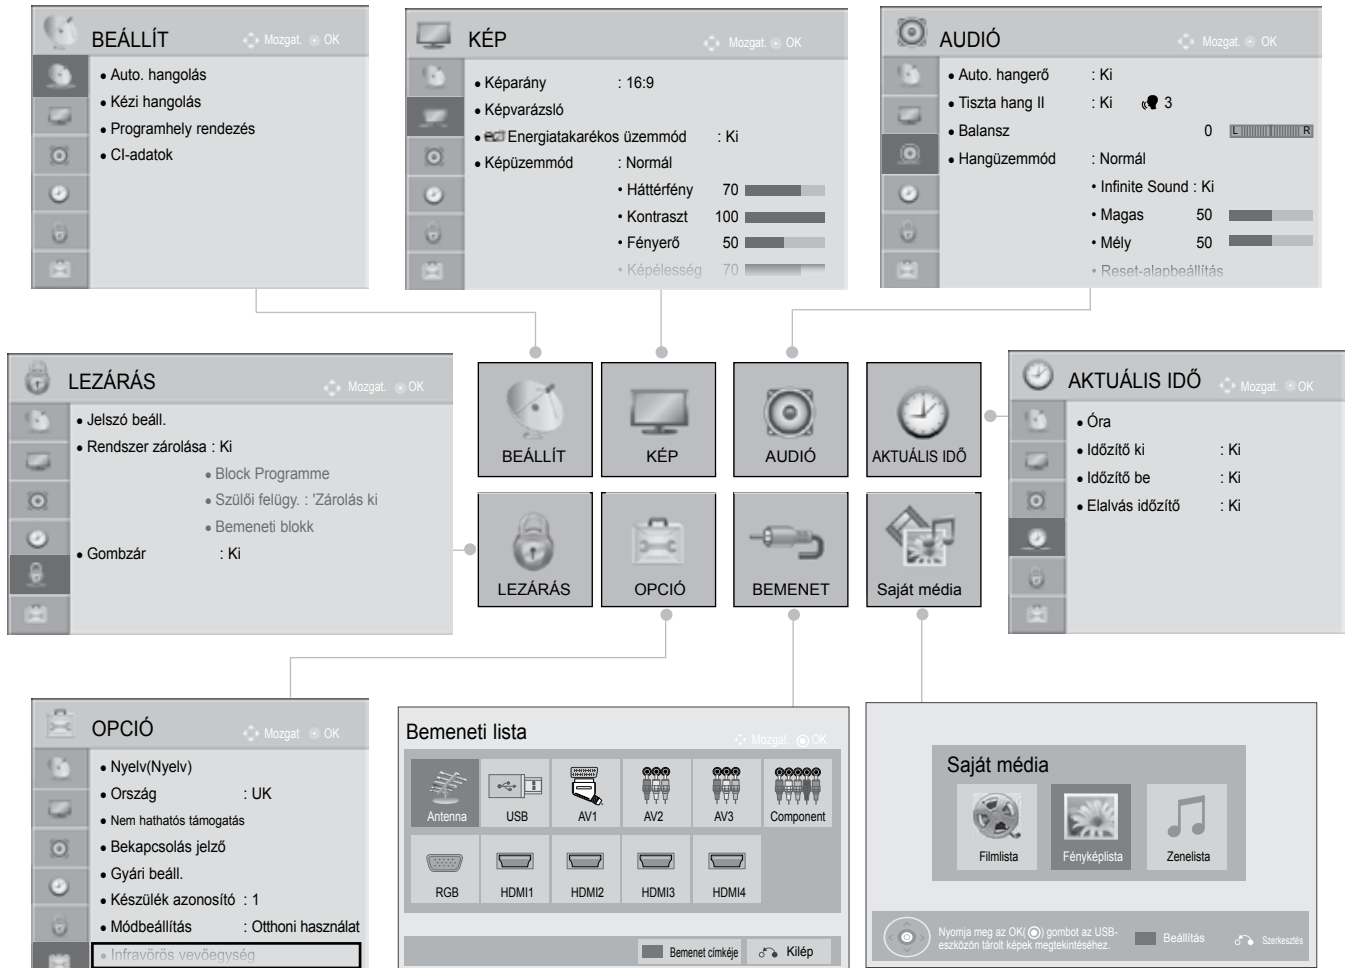 BEÁLLÍT
Mozgat. OK
• Auto. hangolás
• Kézi hangolás
• Programhely rendezés
• CI-adatok
KÉP
Mozgat. OK
• Képarány : 16:9
• Képvarázsló
• Energiatakarékos üzemmód : Ki
• Képüzemmód : Normál
• Háttérfény 70
• Kontraszt 100
• Fényerő 50
• Képélesség 70
AUDIÓ
Mozgat. OK
• Auto. hangerő : Ki
• Tiszta hang II : Ki 3
• Balansz 0 L R
• Hangüzemmód : Normál
• Infinite Sound : Ki
• Magas 50
• Mély 50
• Reset-alapbeállítás
LEZÁRÁS
Mozgat. OK
• Jelszó beáll.
• Rendszer zárolása : Ki
• Block Programme
• Szülői felügy. : 'Zárolás ki
• Bemeneti blokk
• Gombzár : Ki
BEÁLLÍT
KÉP
AUDIÓ
AKTUÁLIS IDŐ
LEZÁRÁS
OPCIÓ
BEMENET
Saját média
AKTUÁLIS IDŐ
Mozgat. OK
• Óra
• Időzítő ki : Ki
• Időzítő be : Ki
• Elalvás időzítő : Ki
OPCIÓ
Mozgat OK
• Nyelv(Nyelv)
• Ország : UK
• Nem hathatós támogatás
• Bekapcsolás jelző
• Gyári beáll.
• Készülék azonosító : 1
• Módbeállítás : Otthoni használat
• Infravörös vevőegység
Bemeneti lista
Mozgat. OK
Antenna
USB
AV1
AV2
AV3
Component
RGB
HDMI1
HDMI2
HDMI3
HDMI4
Bemenet címkéje
Kilép
Saját média
Filmlista
Fényképlista
Zenelista
Nyomja meg az OK( ) gombot az USB-
eszközön tárolt képek megtekintéséhez.
Beállítás
Szerkesztés